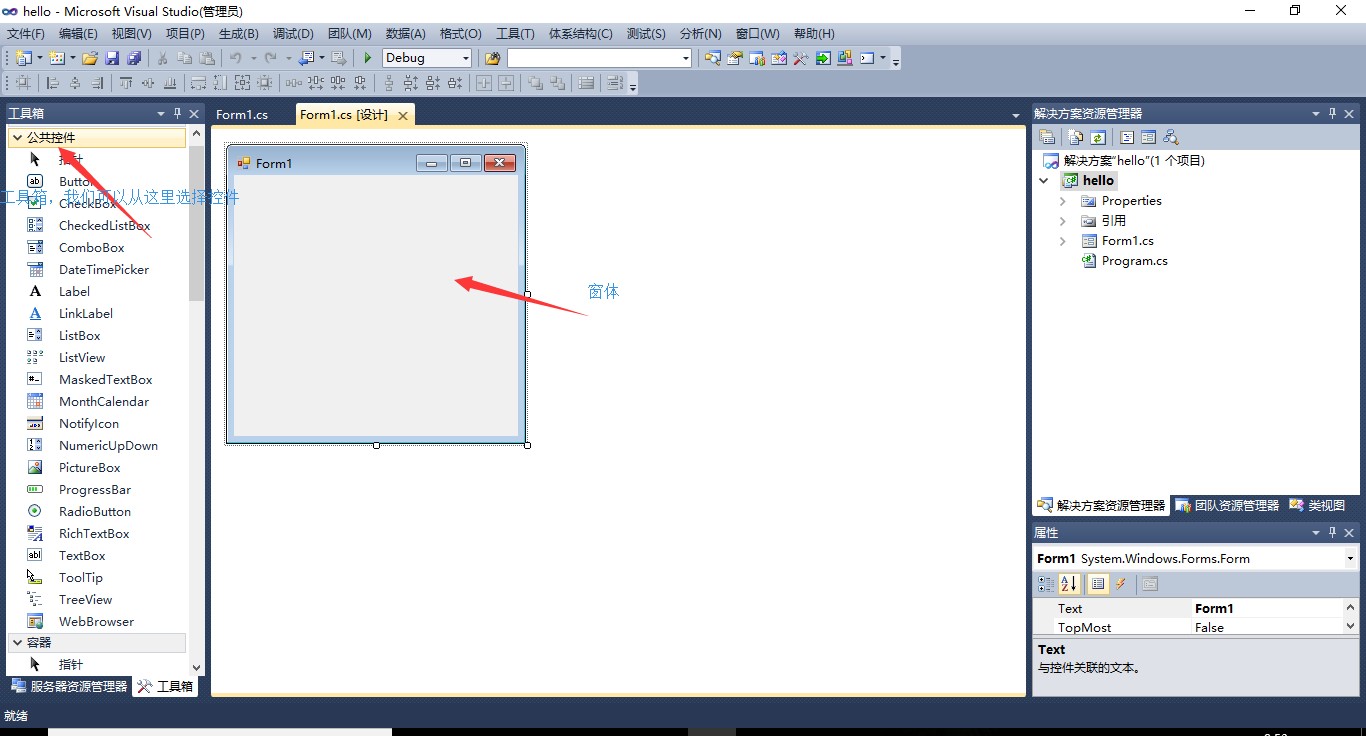 hello - Microsoft Visual Studio(管理员)
文件(F) 编辑(E) 视图(V) 项目(P) 生成(B) 调试(D) 团队(M) 数据(A) 格式(O) 工具(T) 体系结构(C) 测试(S) 分析(N) 窗口(W) 帮助(H)
Debug
工具箱
公共控件
指针
Button
工具箱，我们可以从这里选择控件
CheckBox
CheckedListBox
ComboBox
DateTimePicker
Label
LinkLabel
ListBox
ListView
MaskedTextBox
MonthCalendar
NotifyIcon
NumericUpDown
PictureBox
ProgressBar
RadioButton
RichTextBox
TextBox
ToolTip
TreeView
WebBrowser
容器
指针
服务器资源管理器 工具箱
Form1.cs Form1.cs [设计]
Form1
窗体
解决方案资源管理器
解决方案"hello"(1 个项目)
hello
Properties
引用
Form1.cs
Program.cs
解决方案资源管理器 团队资源管理器 类视图
属性
Form1 System.Windows.Forms.Form
Text Form1
TopMost False
Text
与控件关联的文本。
就绪